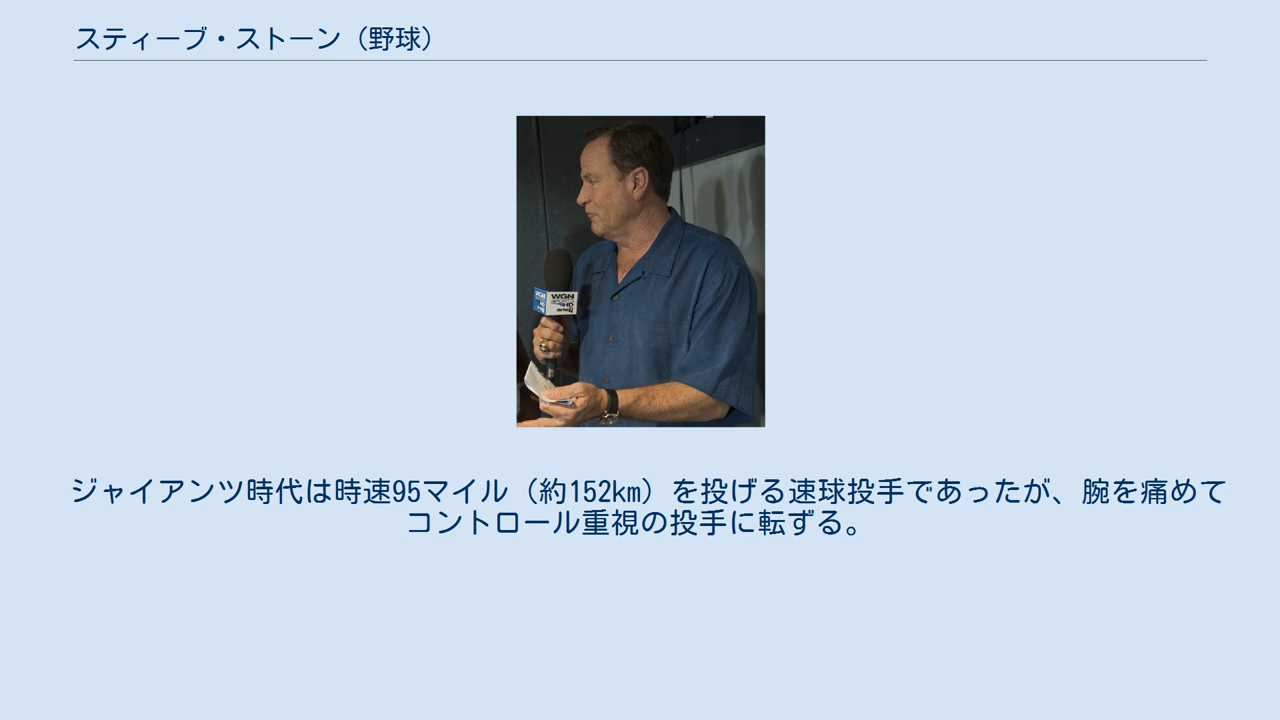 スティーブ・ストーン（野球）
WGN
ジャイアンツ時代は時速95マイル（約152km）を投げる速球投手であったが、腕を痛めて
コントロール重視の投手に転ずる。